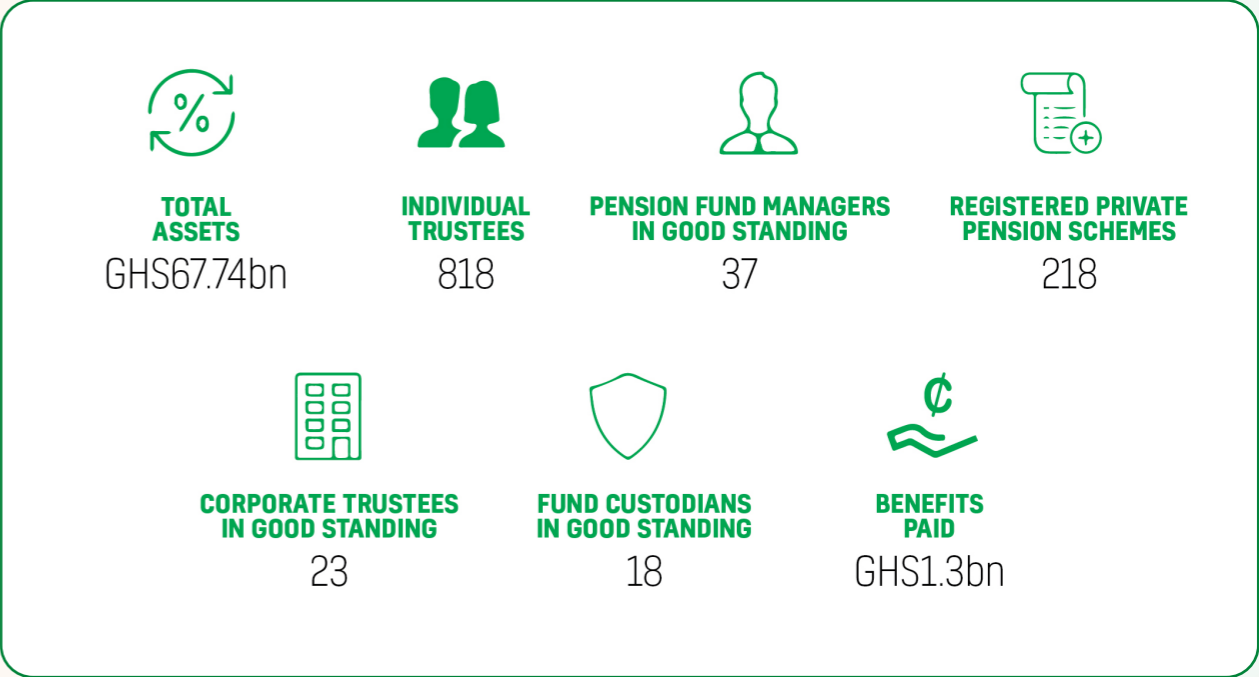 %
TOTAL
ASSETS
GHS67.74bn
INDIVIDUAL
TRUSTEES
818
PENSION FUND MANAGERS
IN GOOD STANDING
37
REGISTERED PRIVATE
PENSION SCHEMES
218
CORPORATE TRUSTEES
IN GOOD STANDING
23
FUND CUSTODIANS
IN GOOD STANDING
18
₵
BENEFITS
PAID
GHS1.3bn